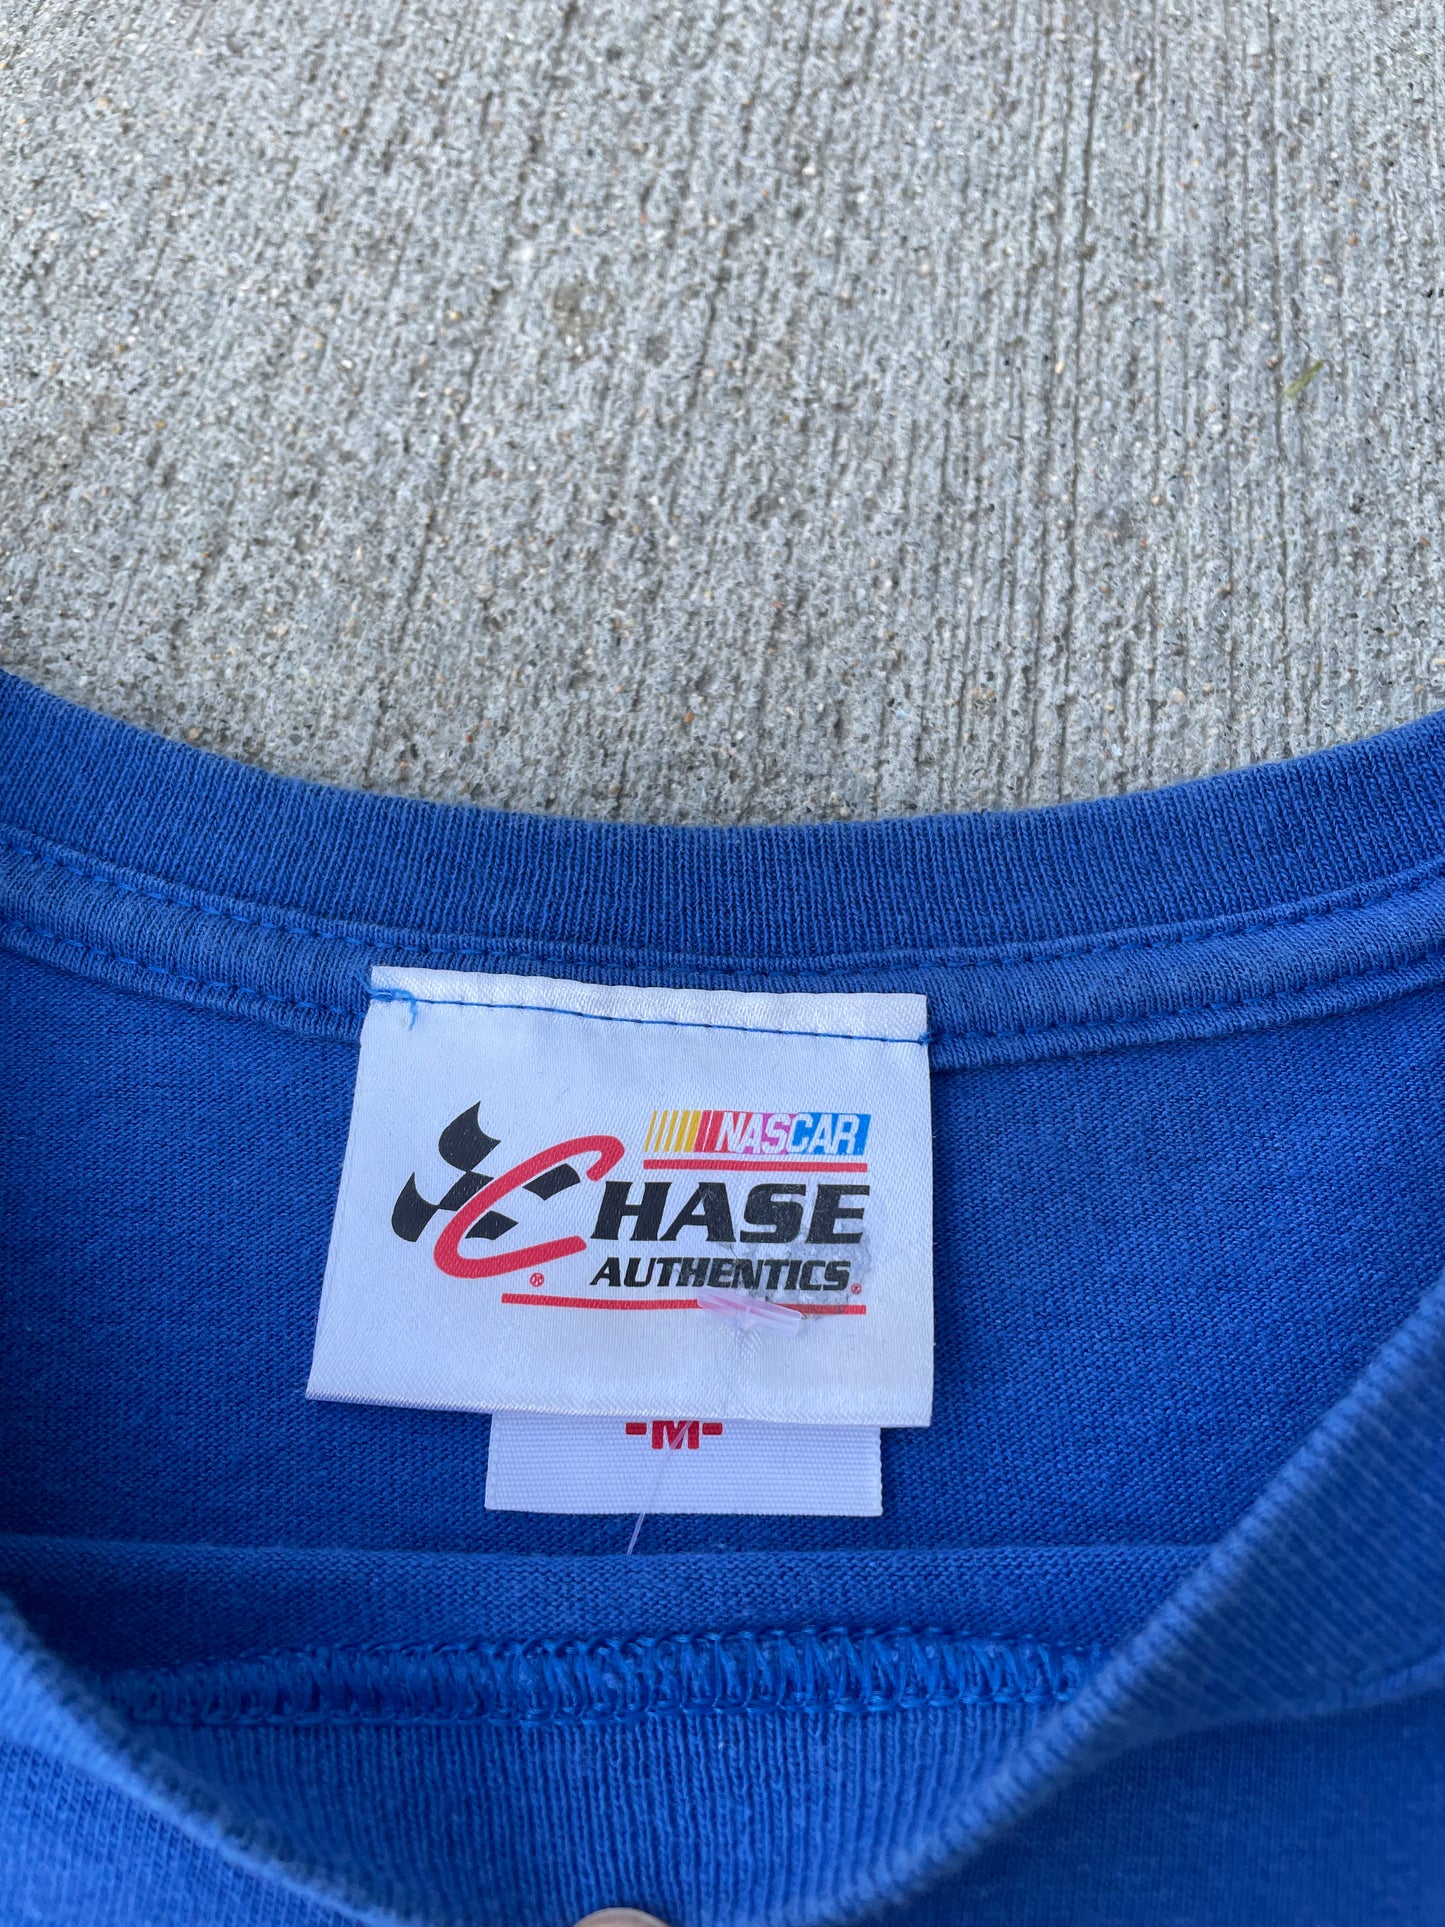 NASCAR
CHASE
®
AUTHENTICS®
-M-